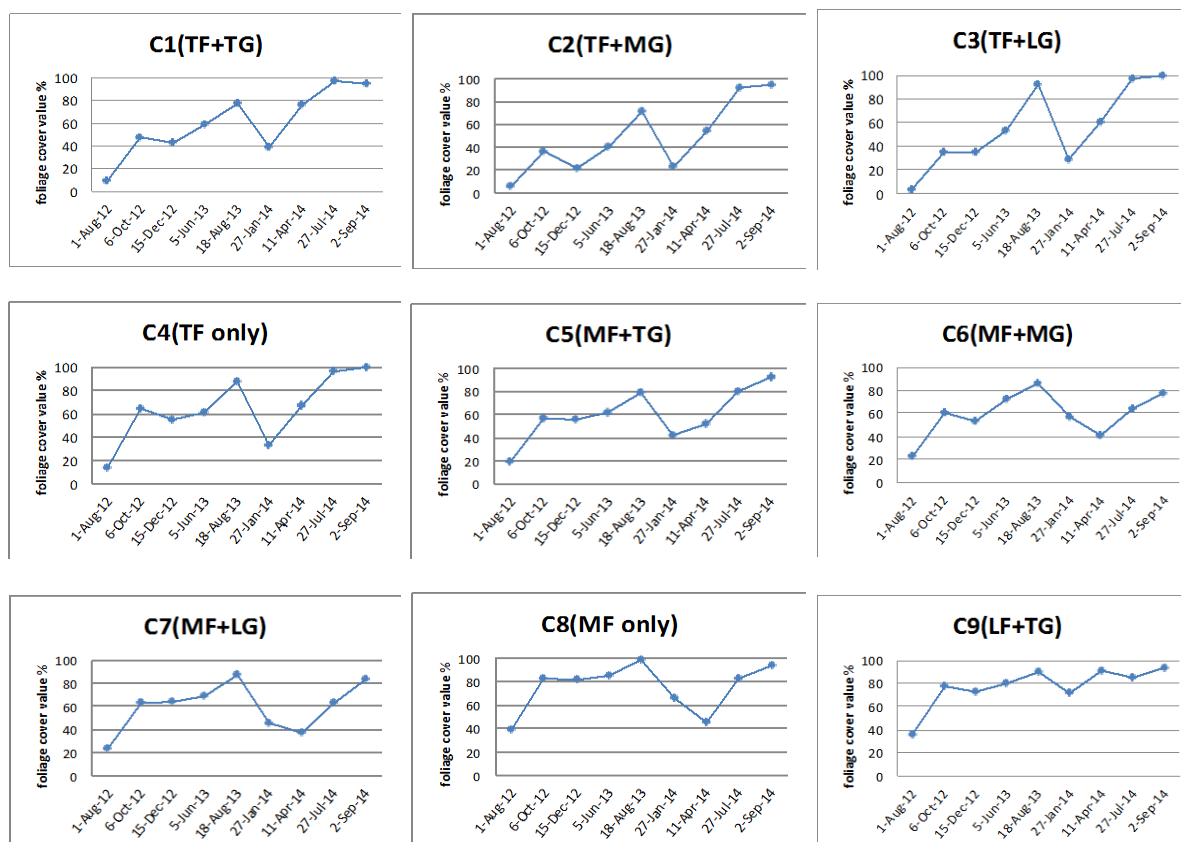 C1(TF+TG)
foliage cover value %
100
80
60
40
20
0
1-Aug-12
6-Oct-12
15-Dec-12
5-Jun-13
18-Aug-13
27-Jan-14
11-Apr-14
27-Jul-14
2-Sep-14
C2(TF+MG)
foliage cover value %
100
80
60
40
20
0
1-Aug-12
6-Oct-12
15-Dec-12
5-Jun-13
18-Aug-13
27-Jan-14
11-Apr-14
27-Jul-14
2-Sep-14
C3(TF+LG)
foliage cover value %
100
80
60
40
20
0
1-Aug-12
6-Oct-12
15-Dec-12
5-Jun-13
18-Aug-13
27-Jan-14
11-Apr-14
27-Jul-14
2-Sep-14
C4(TF only)
foliage cover value %
100
80
60
40
20
0
1-Aug-12
6-Oct-12
15-Dec-12
5-Jun-13
18-Aug-13
27-Jan-14
11-Apr-14
27-Jul-14
2-Sep-14
C5(MF+TG)
foliage cover value %
100
80
60
40
20
0
1-Aug-12
6-Oct-12
15-Dec-12
5-Jun-13
18-Aug-13
27-Jan-14
11-Apr-14
27-Jul-14
2-Sep-14
C6(MF+MG)
foliage cover value %
100
80
60
40
20
0
1-Aug-12
6-Oct-12
15-Dec-12
5-Jun-13
18-Aug-13
27-Jan-14
11-Apr-14
27-Jul-14
2-Sep-14
C7(MF+LG)
foliage cover value %
100
80
60
40
20
0
1-Aug-12
6-Oct-12
15-Dec-12
5-Jun-13
18-Aug-13
27-Jan-14
11-Apr-14
27-Jul-14
2-Sep-14
C8(MF only)
foliage cover value %
100
80
60
40
20
0
1-Aug-12
6-Oct-12
15-Dec-12
5-Jun-13
18-Aug-13
27-Jan-14
11-Apr-14
27-Jul-14
2-Sep-14
C9(LF+TG)
foliage cover value %
100
80
60
40
20
0
1-Aug-12
6-Oct-12
15-Dec-12
5-Jun-13
18-Aug-13
27-Jan-14
11-Apr-14
27-Jul-14
2-Sep-14